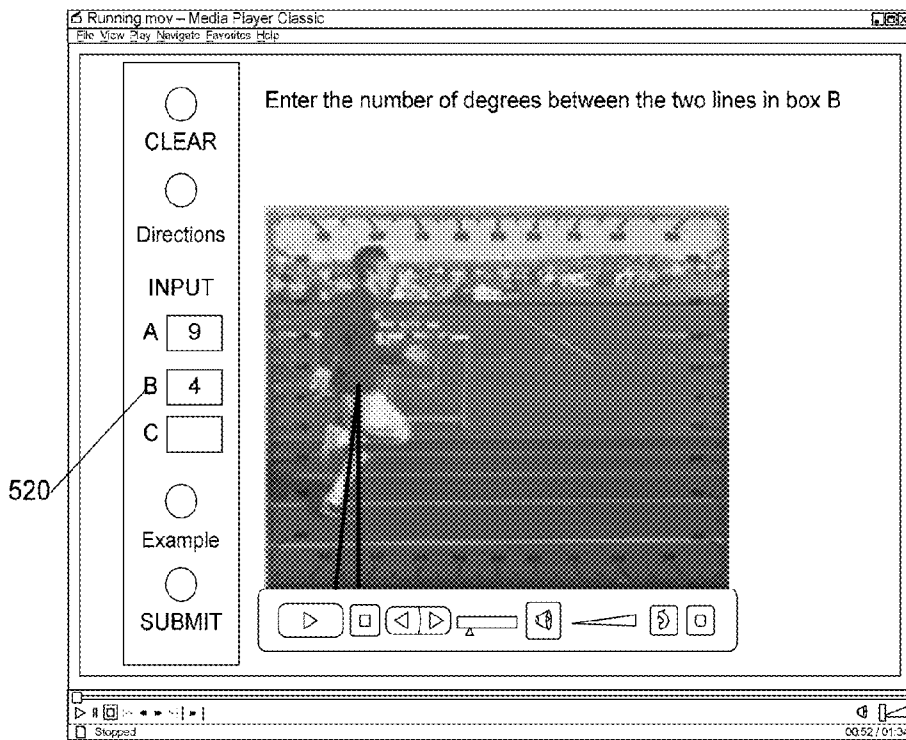 Running mov – Media Player Classic
File View Play Navigate Favorites Help
Enter the number of degrees between the two lines in box B
CLEAR
Directions
INPUT
A 9
B 4
C
520
Example
SUBMIT
Stopped
00:52 / 01:34